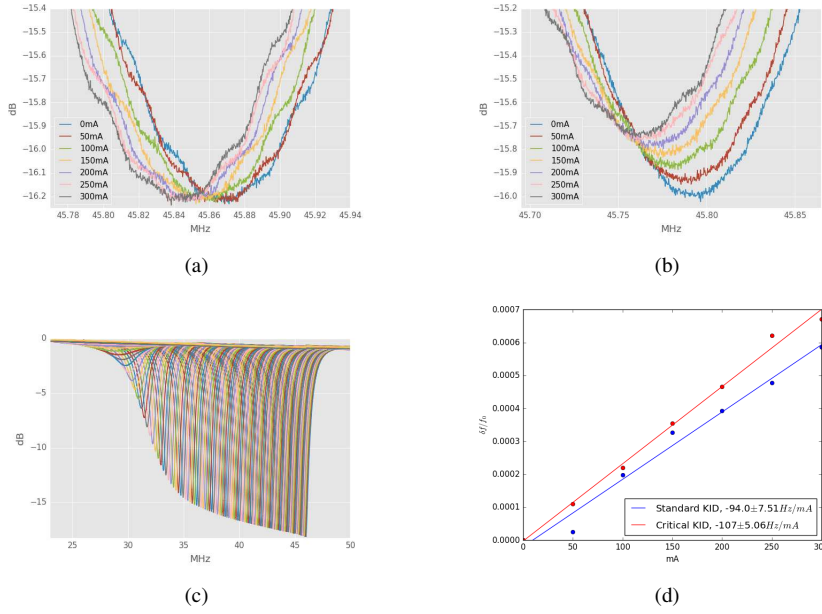 −15.4
−15.5
−15.6
−15.7
−15.8
−15.9
−16.0
−16.1
−16.2
dB
0mA
50mA
100mA
150mA
200mA
250mA
300mA
45.78 45.80 45.82 45.84 45.86 45.88 45.90 45.92 45.94
MHz
(a)
−15.4
−15.5
−15.6
−15.7
−15.8
−15.9
−16.0
dB
0mA
50mA
100mA
150mA
200mA
250mA
300mA
45.70 45.75 45.80 45.85
MHz
(b)
0
−5
−10
−15
dB
25 30 35 40 45 50
MHz
(c)
0.0007
0.0006
0.0005
0.0004
0.0003
0.0002
0.0001
0.0000
δf/f₀
Standard KID, -94.0±7.51Hz/mA
Critical KID, -107±5.06Hz/mA
0 50 100 150 200 250 300
mA
(d)